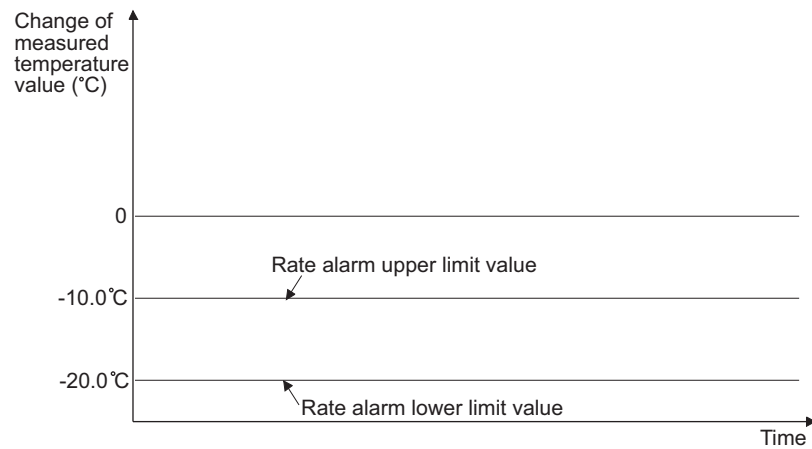 Change of
measured
temperature
value (°C)
0
Rate alarm upper limit value
-10.0°C
-20.0°C
Rate alarm lower limit value
Time